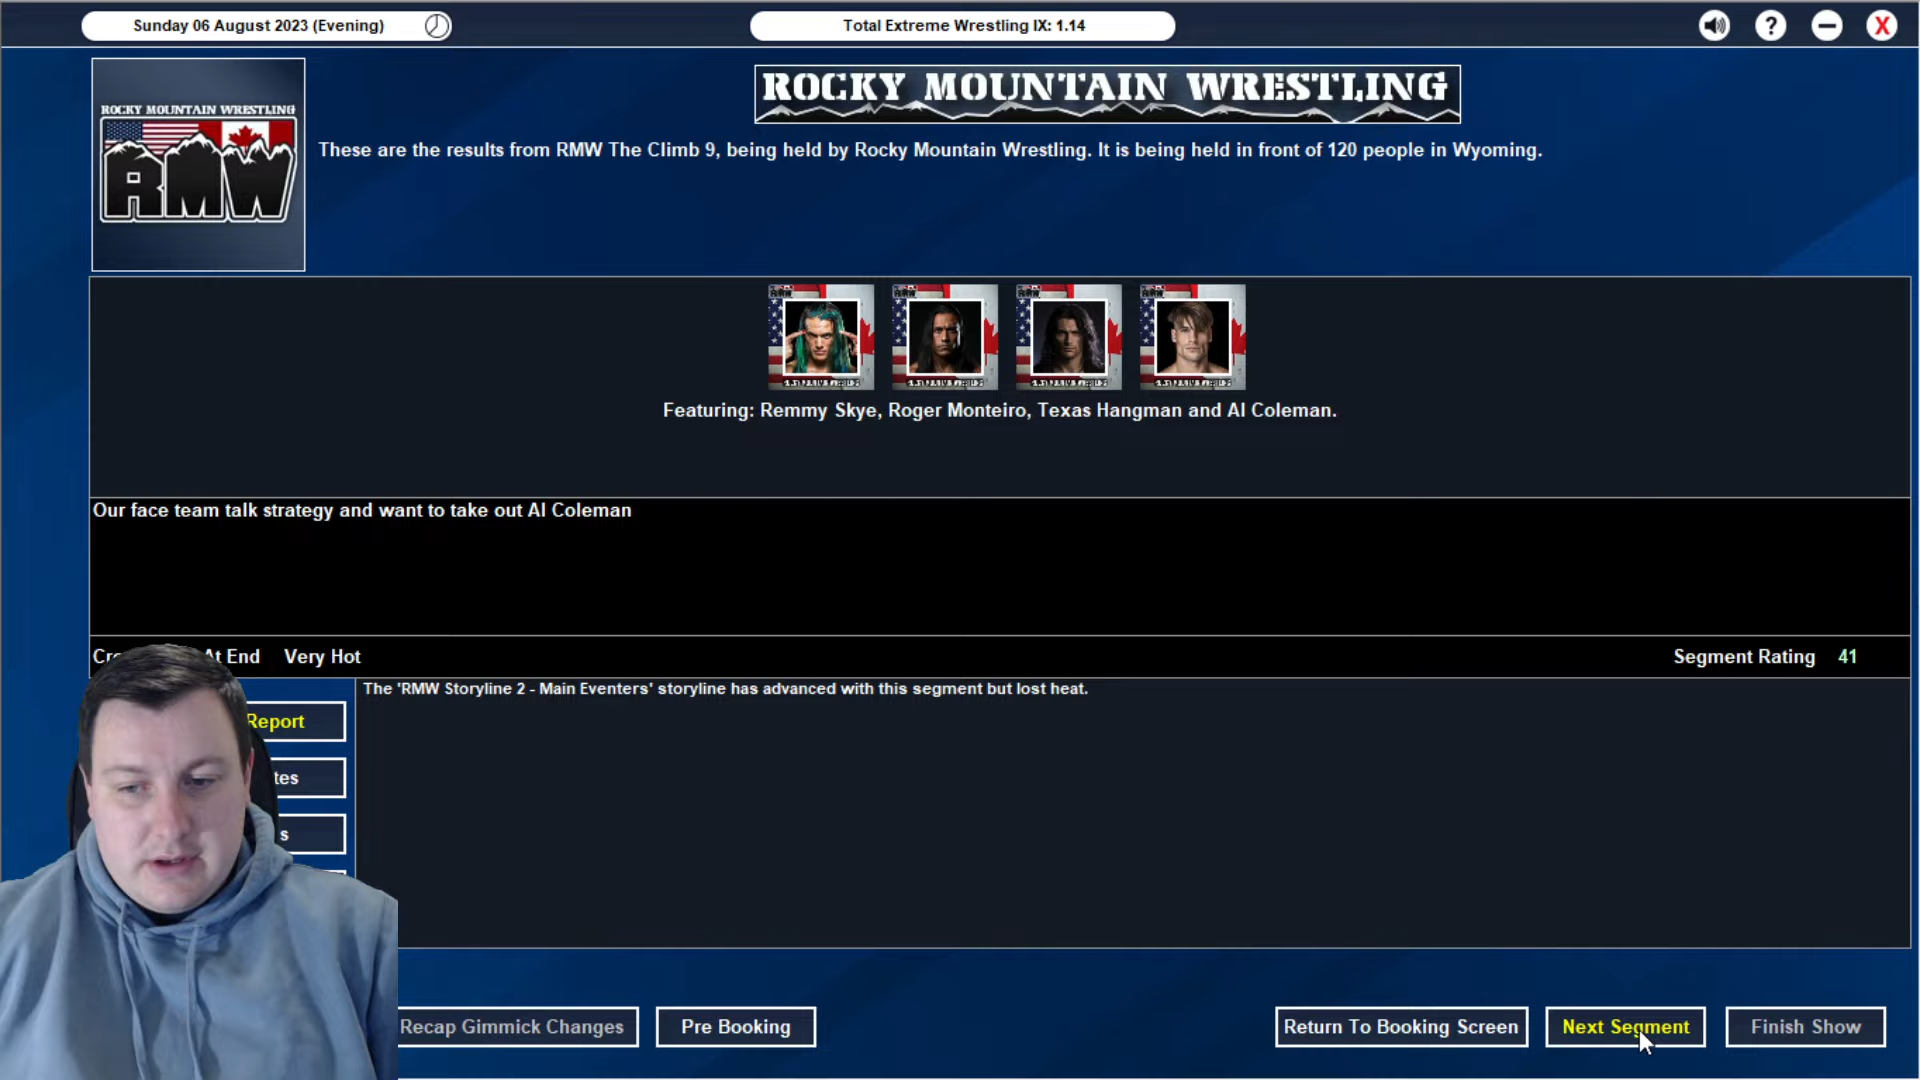 Sunday 06 August 2023 (Evening)
Total Extreme Wrestling IX: 1.14
?
X
ROCKY MOUNTAIN WRESTLING
RMW
ROCKY MOUNTAIN WRESTLING
These are the results from RMW The Climb 9, being held by Rocky Mountain Wrestling. It is being held in front of 120 people in Wyoming.
Featuring: Remmy Skye, Roger Monteiro, Texas Hangman and Al Coleman.
Our face team talk strategy and want to take out Al Coleman
At End Very Hot
Segment Rating 41
The 'RMW Storyline 2 - Main Eventers' storyline has advanced with this segment but lost heat.
Report
Recap Gimmick Changes
Pre Booking
Return To Booking Screen
Next Segment
Finish Show